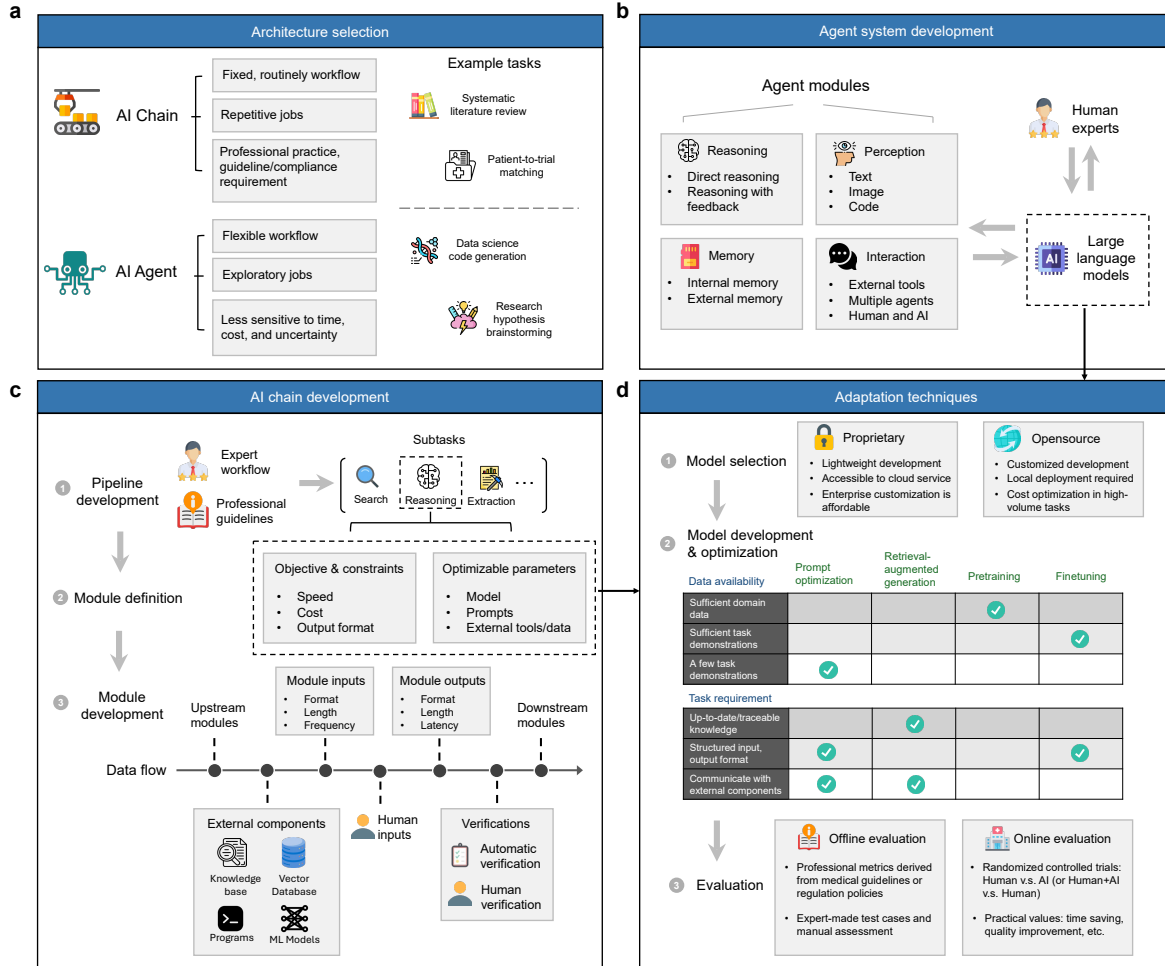 a
Architecture selection
AI Chain
Fixed, routinely workflow
Repetitive jobs
Professional practice,
guideline/compliance
requirement
AI Agent
Flexible workflow
Exploratory jobs
Less sensitive to time,
cost, and uncertainty
Example tasks
Systematic
literature review
Patient-to-trial
matching
Data science
code generation
Research
hypothesis
brainstorming
b
Agent system development
Agent modules
Reasoning
• Direct reasoning
• Reasoning with
feedback
Perception
• Text
• Image
• Code
Memory
• Internal memory
• External memory
Interaction
• External tools
• Multiple agents
• Human and AI
Human
experts
AI
Large
language
models
c
AI chain development
1
Pipeline
development
Expert
workflow
Professional
guidelines
Subtasks
Search
Reasoning
Extraction
...
2
Module definition
Objective & constraints
• Speed
• Cost
• Output format
Optimizable parameters
• Model
• Prompts
• External tools/data
3
Module
development
Upstream
modules
Module inputs
• Format
• Length
• Frequency
Module outputs
• Format
• Length
• Latency
Downstream
modules
Data flow
External components
Knowledge
base
Vector
Database
Programs
ML Models
Human
inputs
Verifications
Automatic
verification
Human
verification
d
Adaptation techniques
1
Model selection
Proprietary
• Lightweight development
• Accessible to cloud service
• Enterprise customization is
affordable
Opensource
• Customized development
• Local deployment required
• Cost optimization in high-
volume tasks
2
Model development
& optimization
Data availability
Prompt
optimization
Retrieval-
augmented
generation
Pretraining
Finetuning
Sufficient domain
data
Sufficient task
demonstrations
A few task
demonstrations
Task requirement
Up-to-date/traceable
knowledge
Structured input,
output format
Communicate with
external components
3
Evaluation
Offline evaluation
• Professional metrics derived
from medical guidelines or
regulation policies
• Expert-made test cases and
manual assessment
Online evaluation
• Randomized controlled trials:
Human v.s. AI (or Human+AI
v.s. Human)
• Practical values: time saving,
quality improvement, etc.